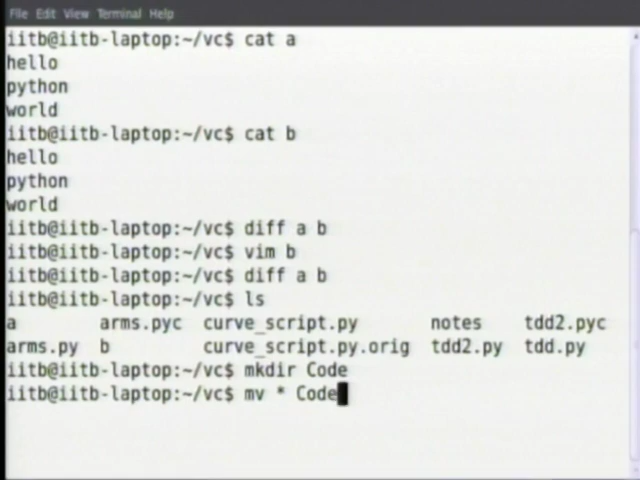 File Edit View Terminal Help
iitb@iitb-laptop:~/vc$ cat a
hello
python
world
iitb@iitb-laptop:~/vc$ cat b
hello
python
world
iitb@iitb-laptop:~/vc$ diff a b
iitb@iitb-laptop:~/vc$ vim b
iitb@iitb-laptop:~/vc$ diff a b
iitb@iitb-laptop:~/vc$ ls
a arms.pyc curve_script.py notes tdd2.pyc
arms.py b curve_script.py.orig tdd2.py tdd.py
iitb@iitb-laptop:~/vc$ mkdir Code
iitb@iitb-laptop:~/vc$ mv * Code